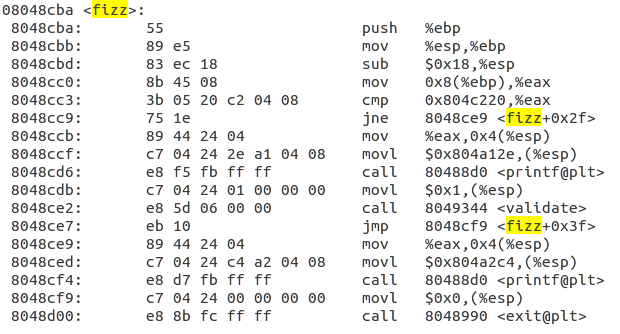 08048cba <fizz>:
8048cba: 55 push %ebp
8048cbb: 89 e5 mov %esp,%ebp
8048cbd: 83 ec 18 sub $0x18,%esp
8048cc0: 8b 45 08 mov 0x8(%ebp),%eax
8048cc3: 3b 05 20 c2 04 08 cmp 0x804c220,%eax
8048cc9: 75 1e jne 8048ce9 <fizz+0x2f>
8048ccb: 89 44 24 04 mov %eax,0x4(%esp)
8048ccf: c7 04 24 2e a1 04 08 movl $0x804a12e,(%esp)
8048cd6: e8 f5 fb ff ff call 80488d0 <printf@plt>
8048cdb: c7 04 24 01 00 00 00 movl $0x1,(%esp)
8048ce2: e8 5d 06 00 00 call 8049344 <validate>
8048ce7: eb 10 jmp 8048cf9 <fizz+0x3f>
8048ce9: 89 44 24 04 mov %eax,0x4(%esp)
8048ced: c7 04 24 c4 a2 04 08 movl $0x804a2c4,(%esp)
8048cf4: e8 d7 fb ff ff call 80488d0 <printf@plt>
8048cf9: c7 04 24 00 00 00 00 movl $0x0,(%esp)
8048d00: e8 8b fc ff ff call 8048990 <exit@plt>